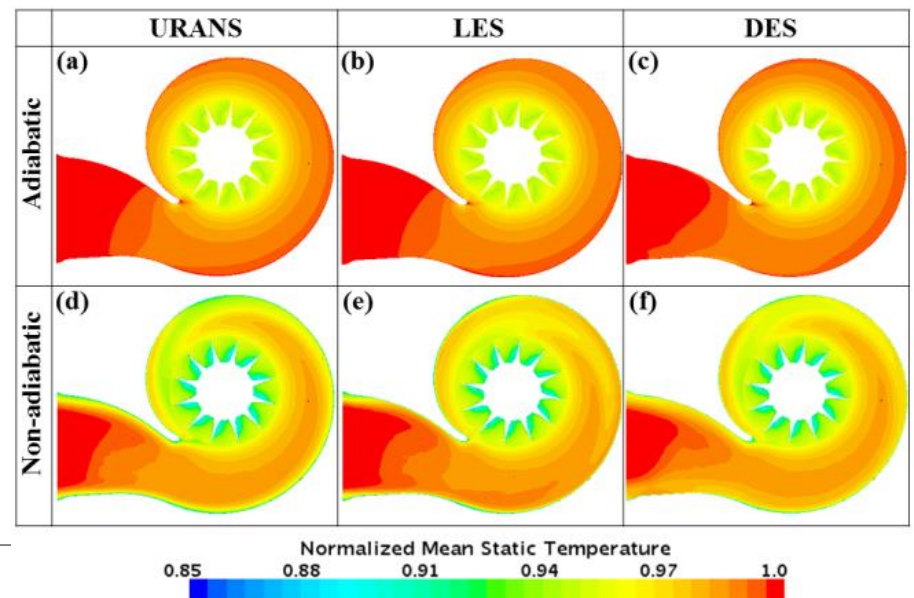 URANS LES DES
Adiabatic
(a) (b) (c)
Non-adiabatic
(d) (e) (f)
Normalized Mean Static Temperature
0.85 0.88 0.91 0.94 0.97 1.0